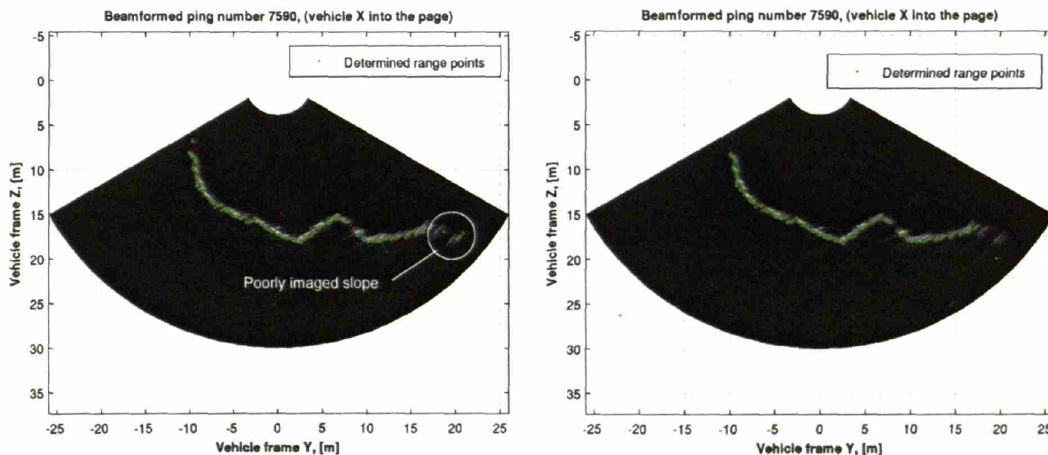 Beamformed ping number 7590, (vehicle X into the page)
Determined range points
Poorly imaged slope
Vehicle frame Z, [m]
-5
0
5
10
15
20
25
30
35
-25 -20 -15 -10 -5 0 5 10 15 20 25
Vehicle frame Y, [m]
Beamformed ping number 7590, (vehicle X into the page)
Determined range points
Vehicle frame Z, [m]
-5
0
5
10
15
20
25
30
35
-25 -20 -15 -10 -5 0 5 10 15 20 25
Vehicle frame Y, [m]